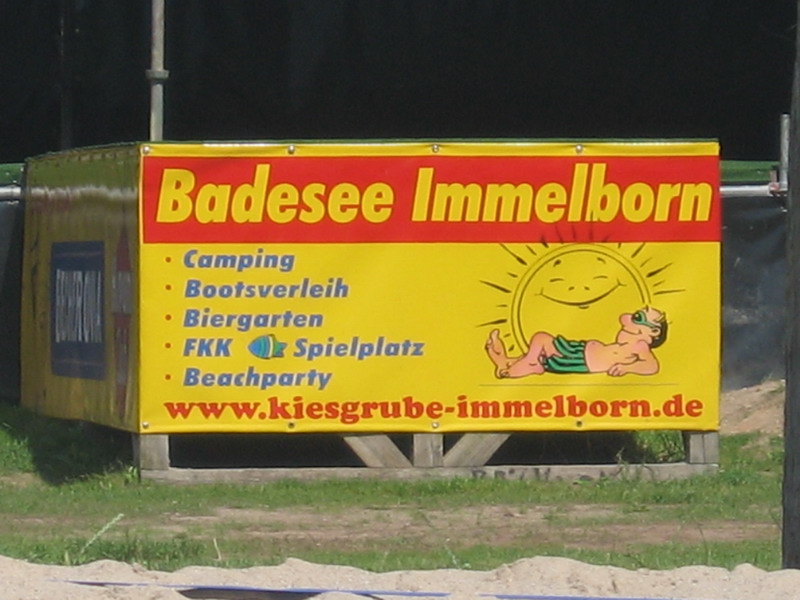 Badesee Immelborn
· Camping
· Bootsverleih
· Biergarten
· FKK Spielplatz
· Beachparty
www.kiesgrube-immelborn.de